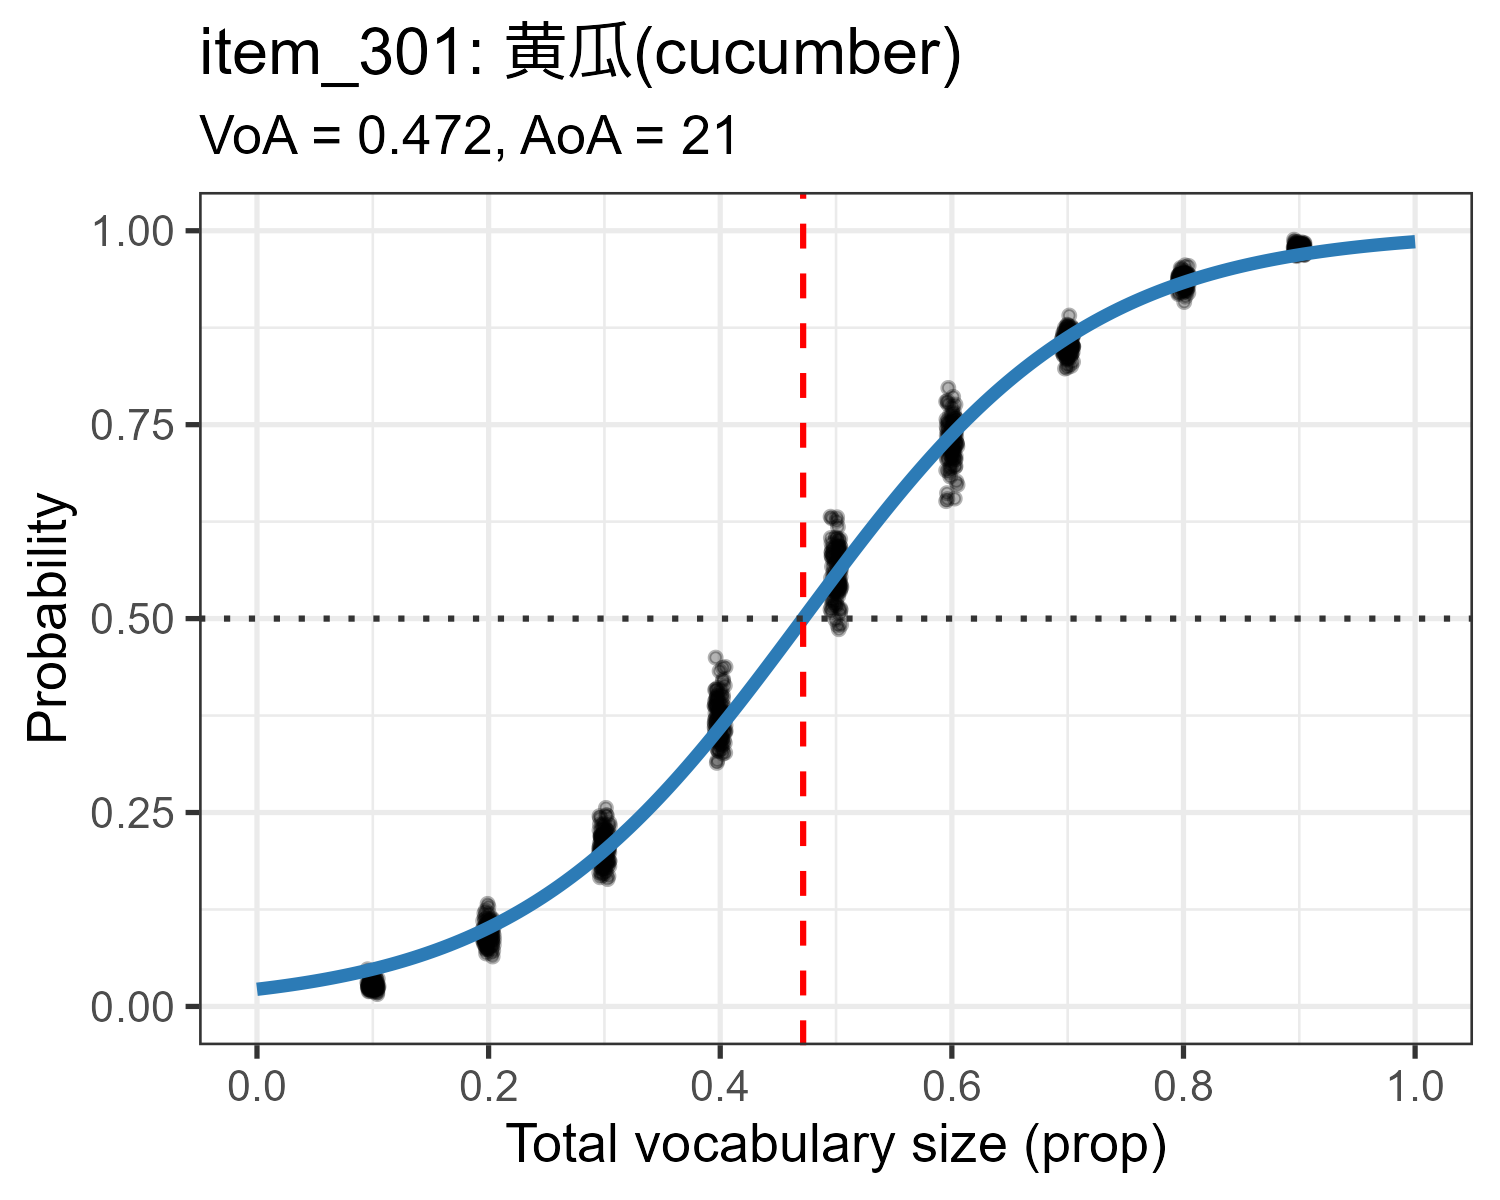 item_301: 黄瓜(cucumber)
VoA = 0.472, AoA = 21
1.00
0.75
0.50
0.25
0.00
Probability
0.0 0.2 0.4 0.6 0.8 1.0
Total vocabulary size (prop)